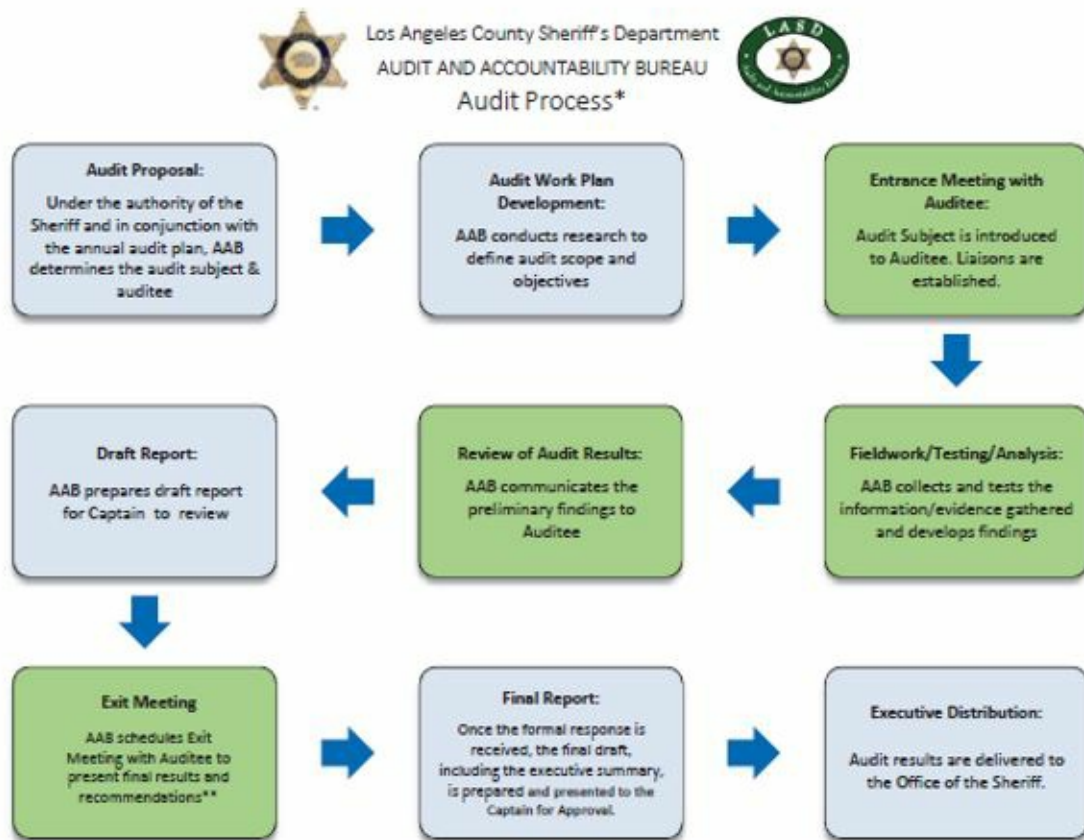 Los Angeles County Sheriff's Department
LASD
AUDIT AND ACCOUNTABILITY BUREAU
Audit Process*
Audit Proposal:
Under the authority of the
Sheriff and in conjunction with
the annual audit plan, AAB
determines the audit subject &
auditee
Audit Work Plan
Development:
AAB conducts research to
define audit scope and
objectives
Entrance Meeting with
Auditee:
Audit Subject is introduced
to Auditee. Liaisons are
established.
Fieldwork/Testing/Analysis:
AAB collects and tests the
information/evidence gathered
and develops findings
Review of Audit Results:
AAB communicates the
preliminary findings to
Auditee
Draft Report:
AAB prepares draft report
for Captain to review
Exit Meeting
AAB schedules Exit
Meeting with Auditee to
present final results and
recommendations**
Final Report:
Once the formal response is
received, the final draft,
including the executive summary,
is prepared and presented to the
Captain for Approval.
Executive Distribution:
Audit results are delivered to
the Office of the Sheriff.